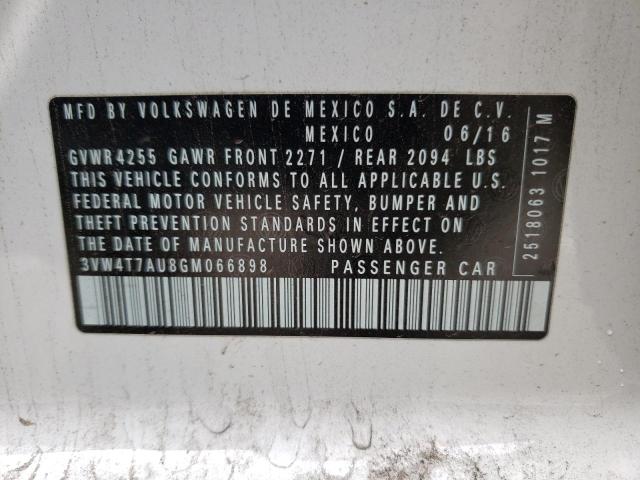 MFD BY VOLKSWAGEN DE MEXICO S.A. DE C.V.
MEXICO 06/16
GVWR4255 GAWR FRONT 2271 / REAR 2094 LBS
THIS VEHICLE CONFORMS TO ALL APPLICABLE U.S.
FEDERAL MOTOR VEHICLE SAFETY, BUMPER AND
THEFT PREVENTION STANDARDS IN EFFECT ON
THE DATE OF MANUFACTURE SHOWN ABOVE.
3VW4T7AU8GM066898 PASSENGER CAR
2518063 1017 M